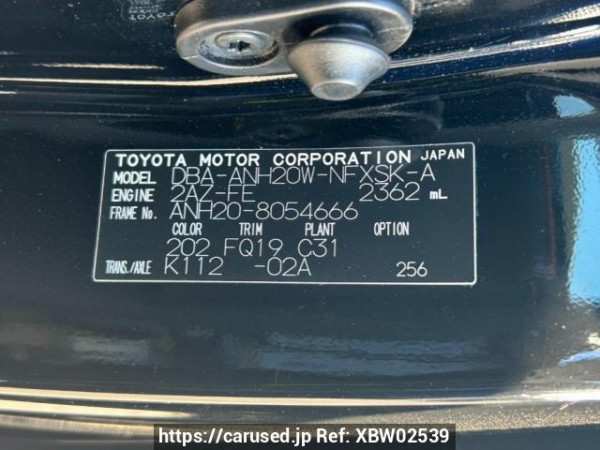 TOYOTA
TOYOTA MOTOR CORPORATION JAPAN
MODEL DBA-ANH20W-NFXSK-A
ENGINE 2AZ-FE 2362 mL
FRAME No. ANH20-8054666
COLOR TRIM PLANT OPTION
202 FQ19 C31
TRANS./AXLE K112 -02A 256
https://carused.jp Ref: XBW02539